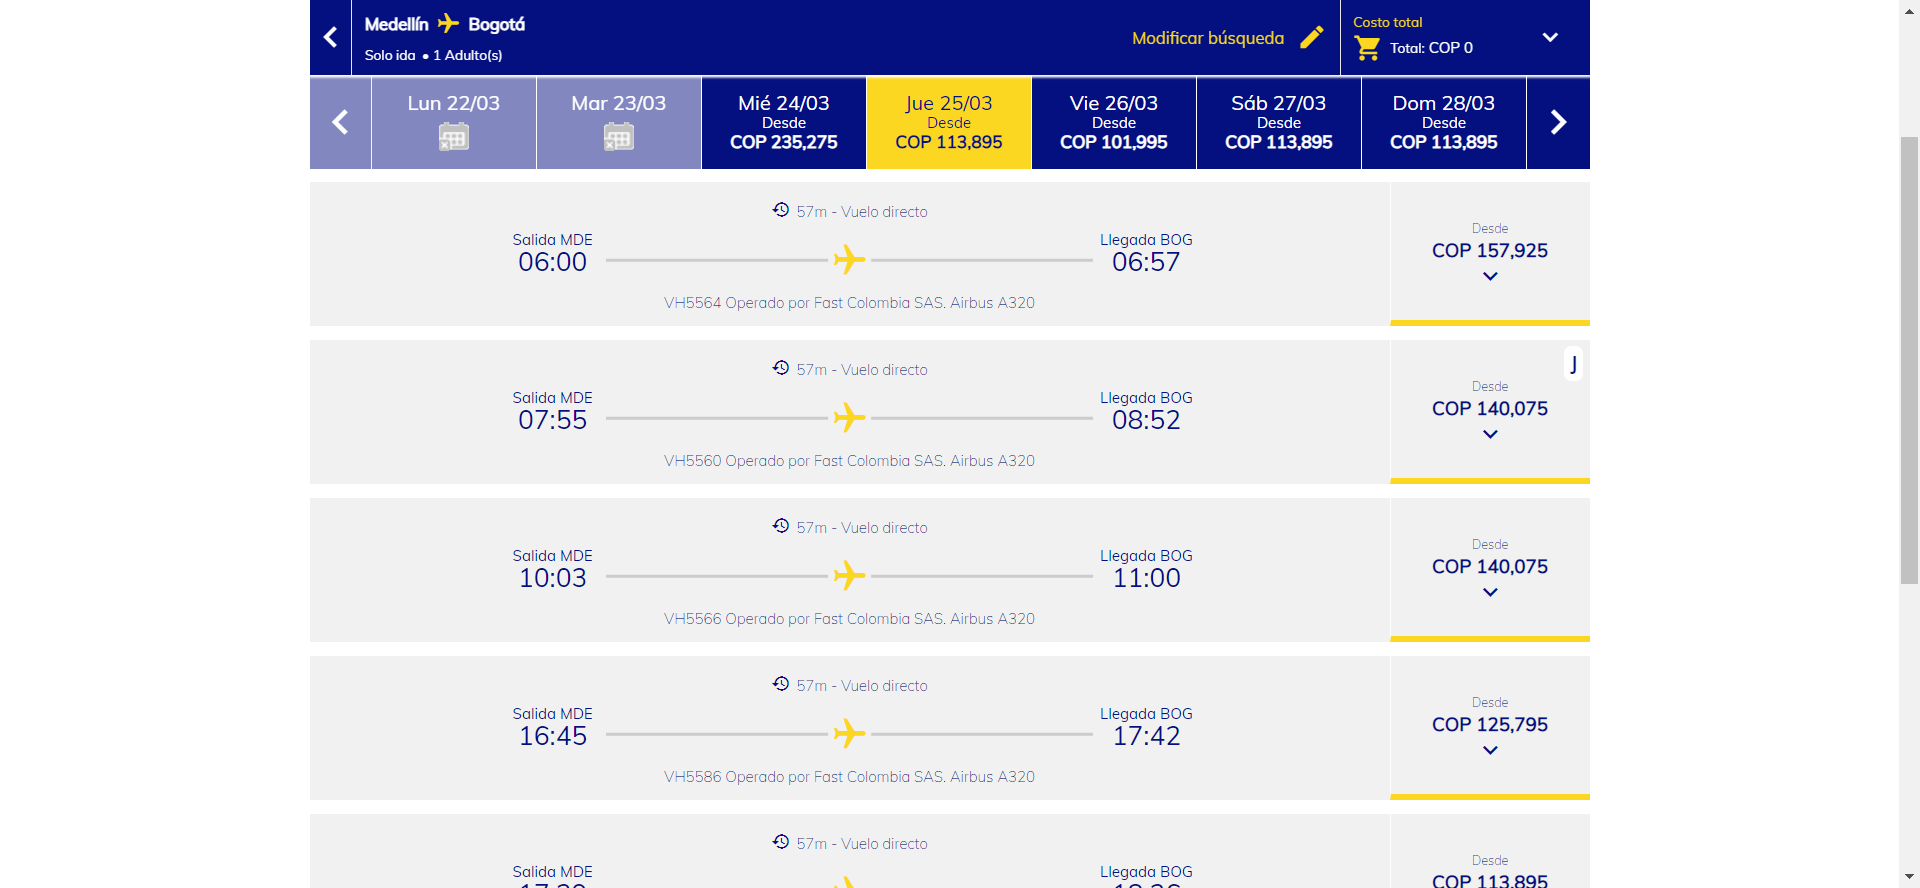 Medellín Bogotá
Solo ida • 1 Adulto(s)
Modificar búsqueda
Costo total
Total: COP 0
Lun 22/03
Mar 23/03
Mié 24/03
Desde
COP 235,275
Jue 25/03
Desde
COP 113,895
Vie 26/03
Desde
COP 101,995
Sáb 27/03
Desde
COP 113,895
Dom 28/03
Desde
COP 113,895
57m - Vuelo directo
Salida MDE
06:00
Llegada BOG
06:57
VH5564 Operado por Fast Colombia SAS. Airbus A320
Desde
COP 157,925
57m - Vuelo directo
Salida MDE
07:55
Llegada BOG
08:52
VH5560 Operado por Fast Colombia SAS. Airbus A320
J
Desde
COP 140,075
57m - Vuelo directo
Salida MDE
10:03
Llegada BOG
11:00
VH5566 Operado por Fast Colombia SAS. Airbus A320
Desde
COP 140,075
57m - Vuelo directo
Salida MDE
16:45
Llegada BOG
17:42
VH5586 Operado por Fast Colombia SAS. Airbus A320
Desde
COP 125,795
57m - Vuelo directo
Salida MDE
Llegada BOG
Desde
COP 113,895